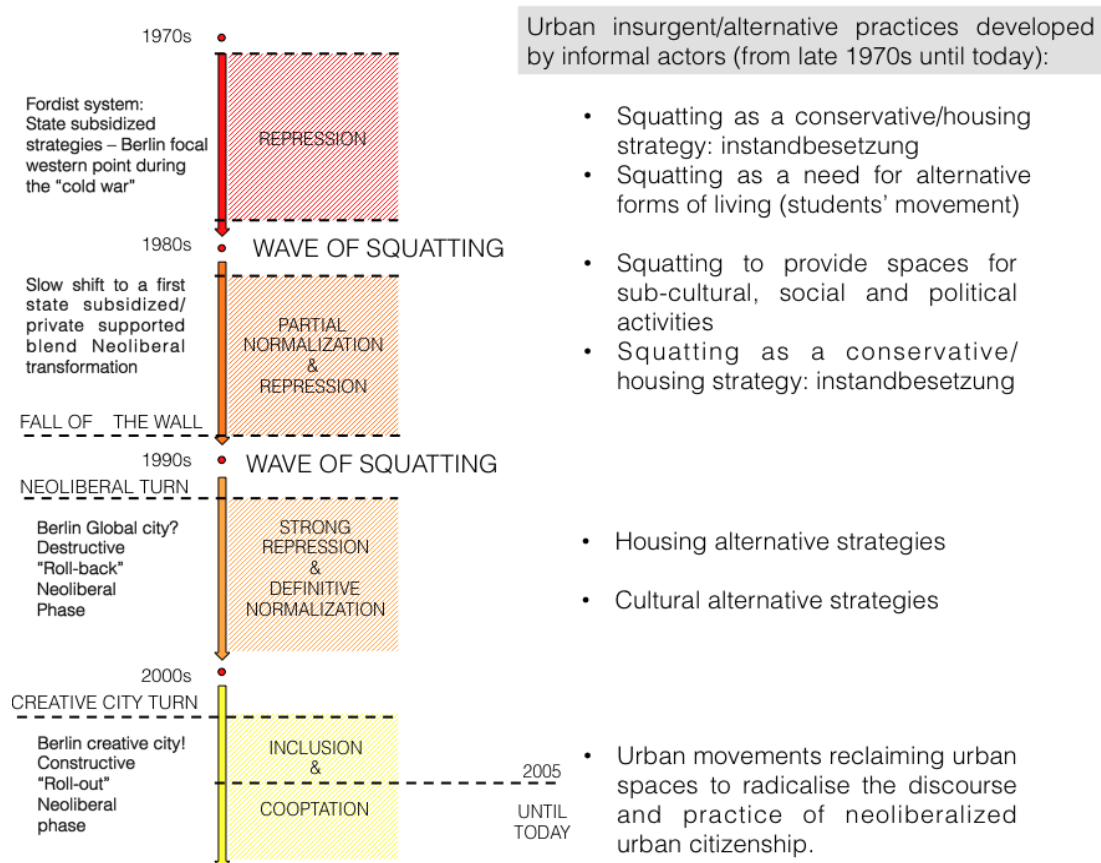 Urban insurgent/alternative practices developed
by informal actors (from late 1970s until today):
1970s
Fordist system:
State subsidized
strategies – Berlin focal
western point during
the “cold war”
REPRESSION
• Squatting as a conservative/housing
strategy: instandbesetzung
• Squatting as a need for alternative
forms of living (students’ movement)
1980s
WAVE OF SQUATTING
Slow shift to a first
state subsidized/
private supported
blend Neoliberal
transformation
PARTIAL
NORMALIZATION
&
REPRESSION
• Squatting to provide spaces for
sub-cultural, social and political
activities
• Squatting as a conservative/
housing strategy: instandbesetzung
FALL OF THE WALL
1990s
WAVE OF SQUATTING
NEOLIBERAL TURN
Berlin Global city?
Destructive
“Roll-back”
Neoliberal
Phase
STRONG
REPRESSION
&
DEFINITIVE
NORMALIZATION
• Housing alternative strategies
• Cultural alternative strategies
2000s
CREATIVE CITY TURN
Berlin creative city!
Constructive
“Roll-out”
Neoliberal
phase
INCLUSION
&
COOPTATION
2005
UNTIL
TODAY
• Urban movements reclaiming urban
spaces to radicalise the discourse
and practice of neoliberalized
urban citizenship.